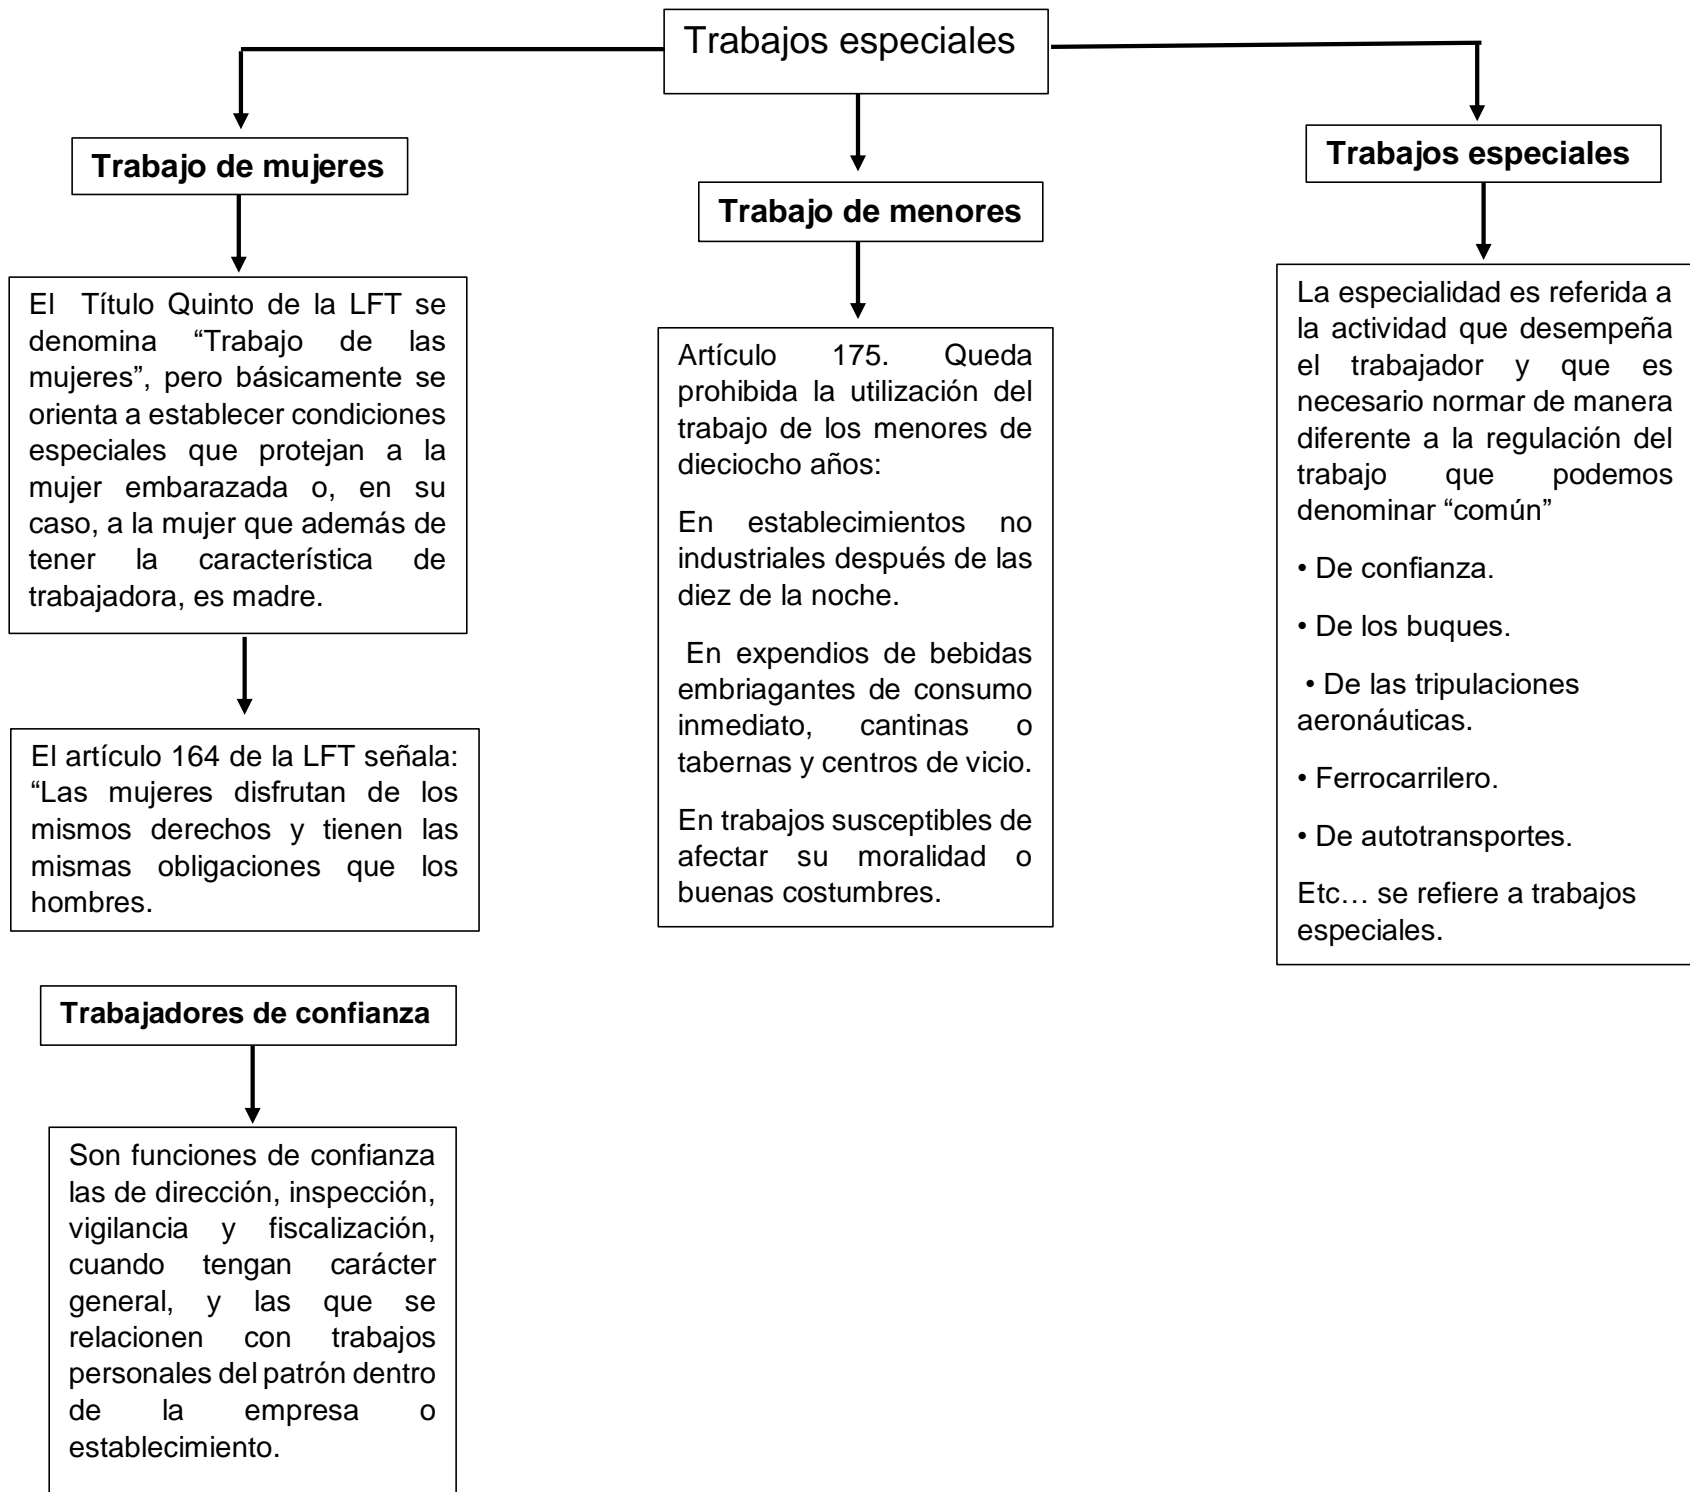 Trabajos especiales
Trabajo de mujeres
El Título Quinto de la LFT se
denomina “Trabajo de las
mujeres”, pero básicamente se
orienta a establecer condiciones
especiales que protejan a la
mujer embarazada o, en su
caso, a la mujer que además de
tener la característica de
trabajadora, es madre.
El artículo 164 de la LFT señala:
“Las mujeres disfrutan de los
mismos derechos y tienen las
mismas obligaciones que los
hombres.
Trabajo de menores
Artículo 175. Queda
prohibida la utilización del
trabajo de los menores de
dieciocho años:
En establecimientos no
industriales después de las
diez de la noche.
En expendios de bebidas
embriagantes de consumo
inmediato, cantinas o
tabernas y centros de vicio.
En trabajos susceptibles de
afectar su moralidad o
buenas costumbres.
Trabajos especiales
La especialidad es referida a
la actividad que desempeña
el trabajador y que es
necesario normar de manera
diferente a la regulación del
trabajo que podemos
denominar “común”
• De confianza.
• De los buques.
• De las tripulaciones
aeronáuticas.
• Ferrocarrilero.
• De autotransportes.
Etc… se refiere a trabajos
especiales.
Trabajadores de confianza
Son funciones de confianza
las de dirección, inspección,
vigilancia y fiscalización,
cuando tengan carácter
general, y las que se
relacionen con trabajos
personales del patrón dentro
de la empresa o
establecimiento.